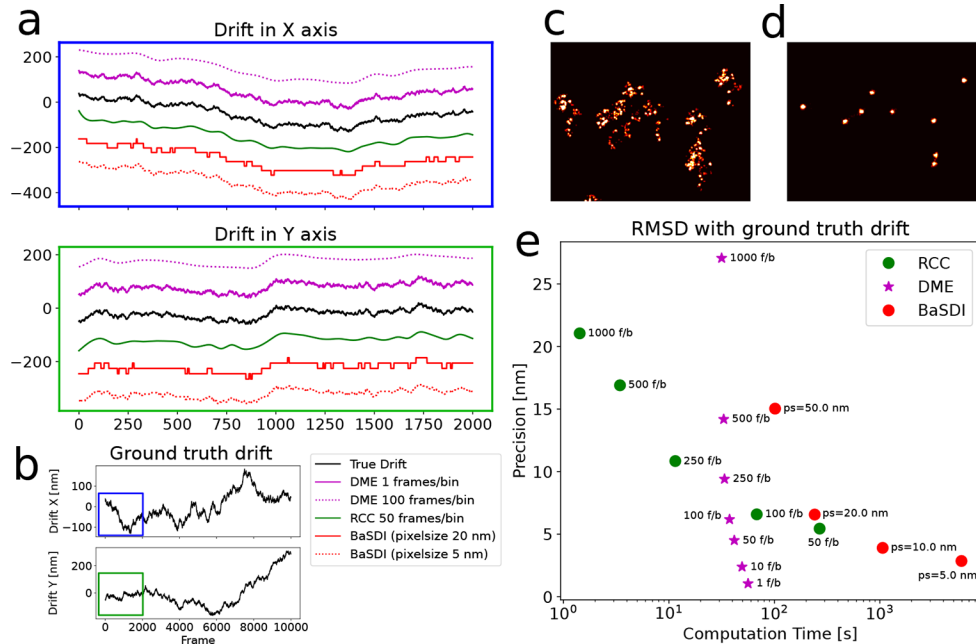 a
Drift in X axis
200
0
−200
−400
Drift in Y axis
200
0
−200
0
250
500
750
1000
1250
1500
1750
2000
b
Ground truth drift
Drift X [nm]
100
0
−100
Drift Y [nm]
200
0
0
2000
4000
6000
8000
10000
Frame
True Drift
DME 1 frames/bin
DME 100 frames/bin
RCC 50 frames/bin
BaSDI (pixelsize 20 nm)
BaSDI (pixelsize 5 nm)
c
d
e
RMSD with ground truth drift
RCC
DME
BaSDI
Precision [nm]
25
20
15
10
5
0
1000 f/b
1000 f/b
500 f/b
ps=50.0 nm
500 f/b
250 f/b
250 f/b
100 f/b
100 f/b
ps=20.0 nm
50 f/b
50 f/b
ps=10.0 nm
10 f/b
ps=5.0 nm
1 f/b
10⁰
10¹
10²
10³
Computation Time [s]